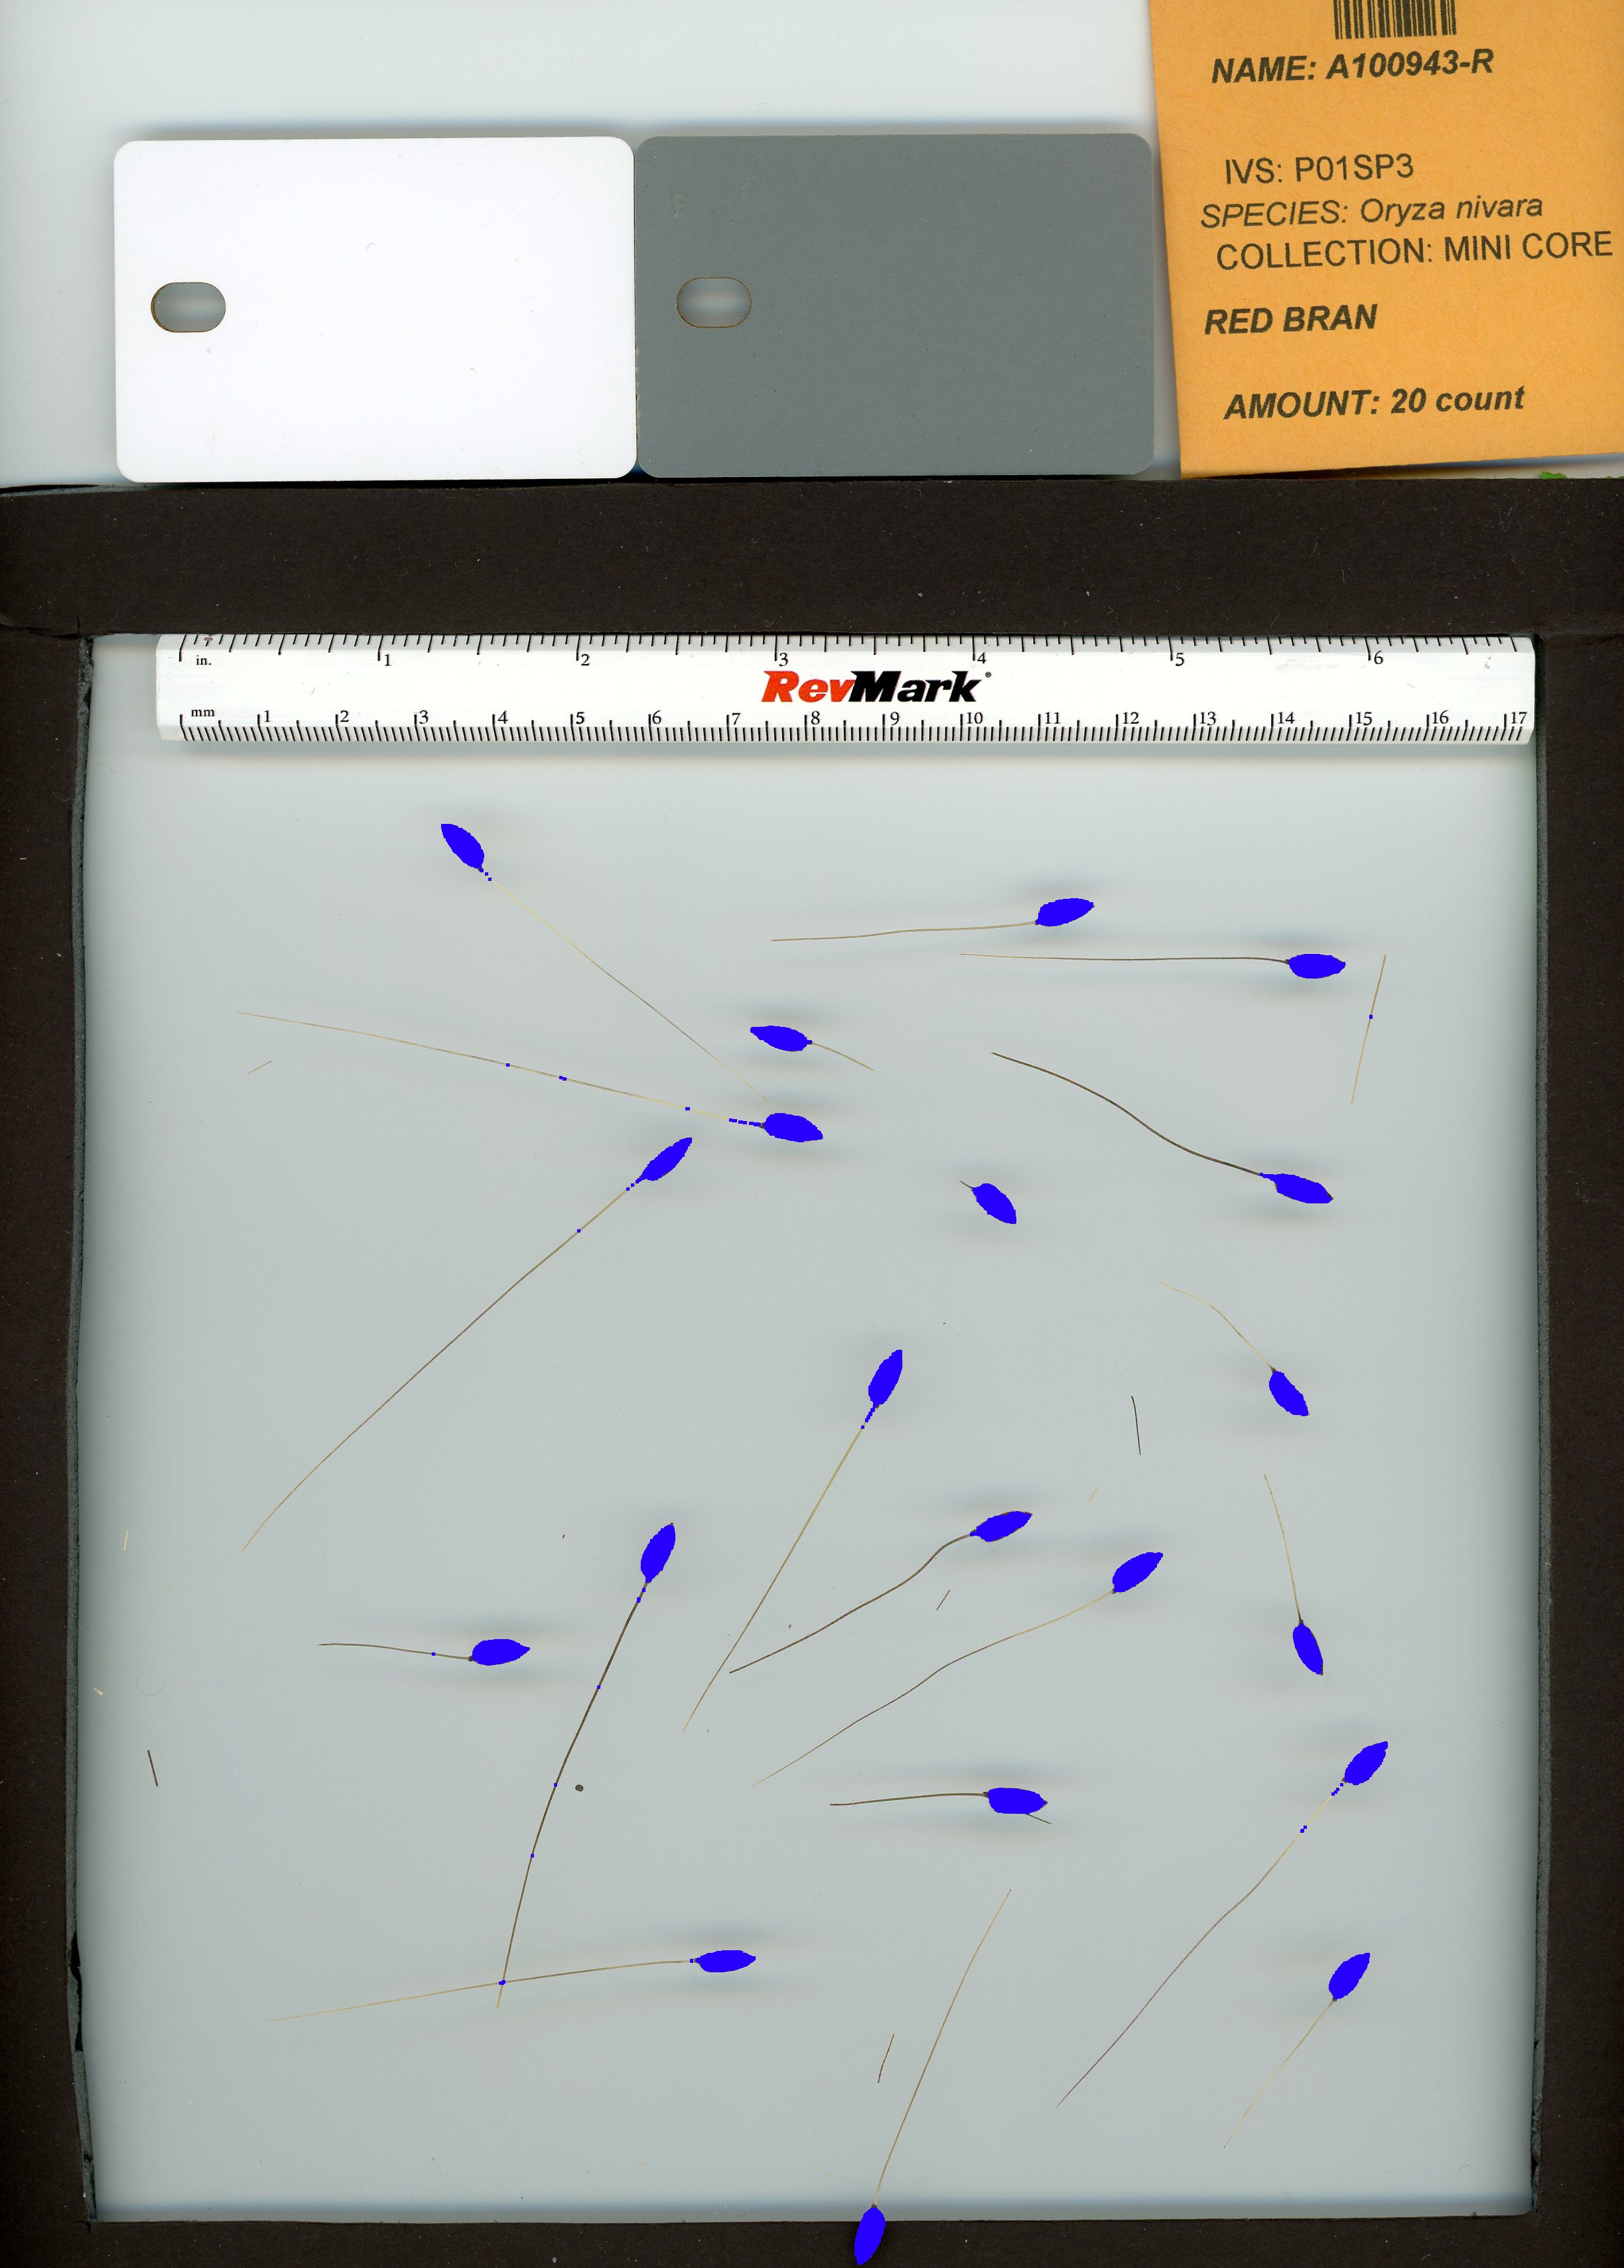 NAME: A100943-R
IVS: P01SP3
SPECIES: Oryza nivara
COLLECTION: MINI CORE
RED BRAN
AMOUNT: 20 count
in. 1 2 3 4 5 6
RevMark
mm 1 2 3 4 5 6 7 8 9 10 11 12 13 14 15 16 17